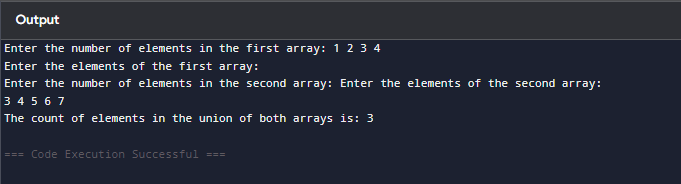 Output
Enter the number of elements in the first array: 1 2 3 4
Enter the elements of the first array:
Enter the number of elements in the second array: Enter the elements of the second array:
3 4 5 6 7
The count of elements in the union of both arrays is: 3
=== Code Execution Successful ===